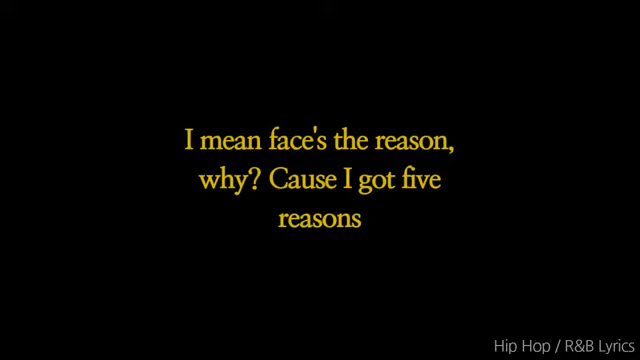 I mean face's the reason,
why? Cause I got five
reasons
Hip Hop / R&B Lyrics